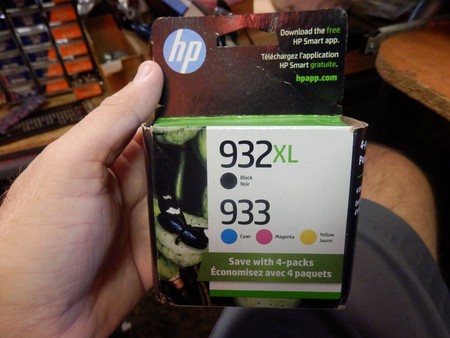 hp
Download the free
HP Smart app.
Téléchargez l'application
HP Smart gratuite.
hpapp.com
932XL
Black
Noir
933
Cyan
Magenta
Yellow
Jaune
Save with 4-packs
Économisez avec 4 paquets